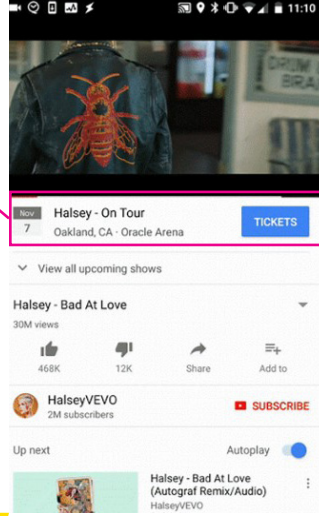 11:10
DRUM
BRA
Nov
7
Halsey - On Tour
Oakland, CA · Oracle Arena
TICKETS
View all upcoming shows
Halsey - Bad At Love
30M views
468K
12K
Share
Add to
HalseyVEVO
2M subscribers
SUBSCRIBE
Up next
Autoplay
Halsey - Bad At Love
(Autograf Remix/Audio)
HalseyVEVO